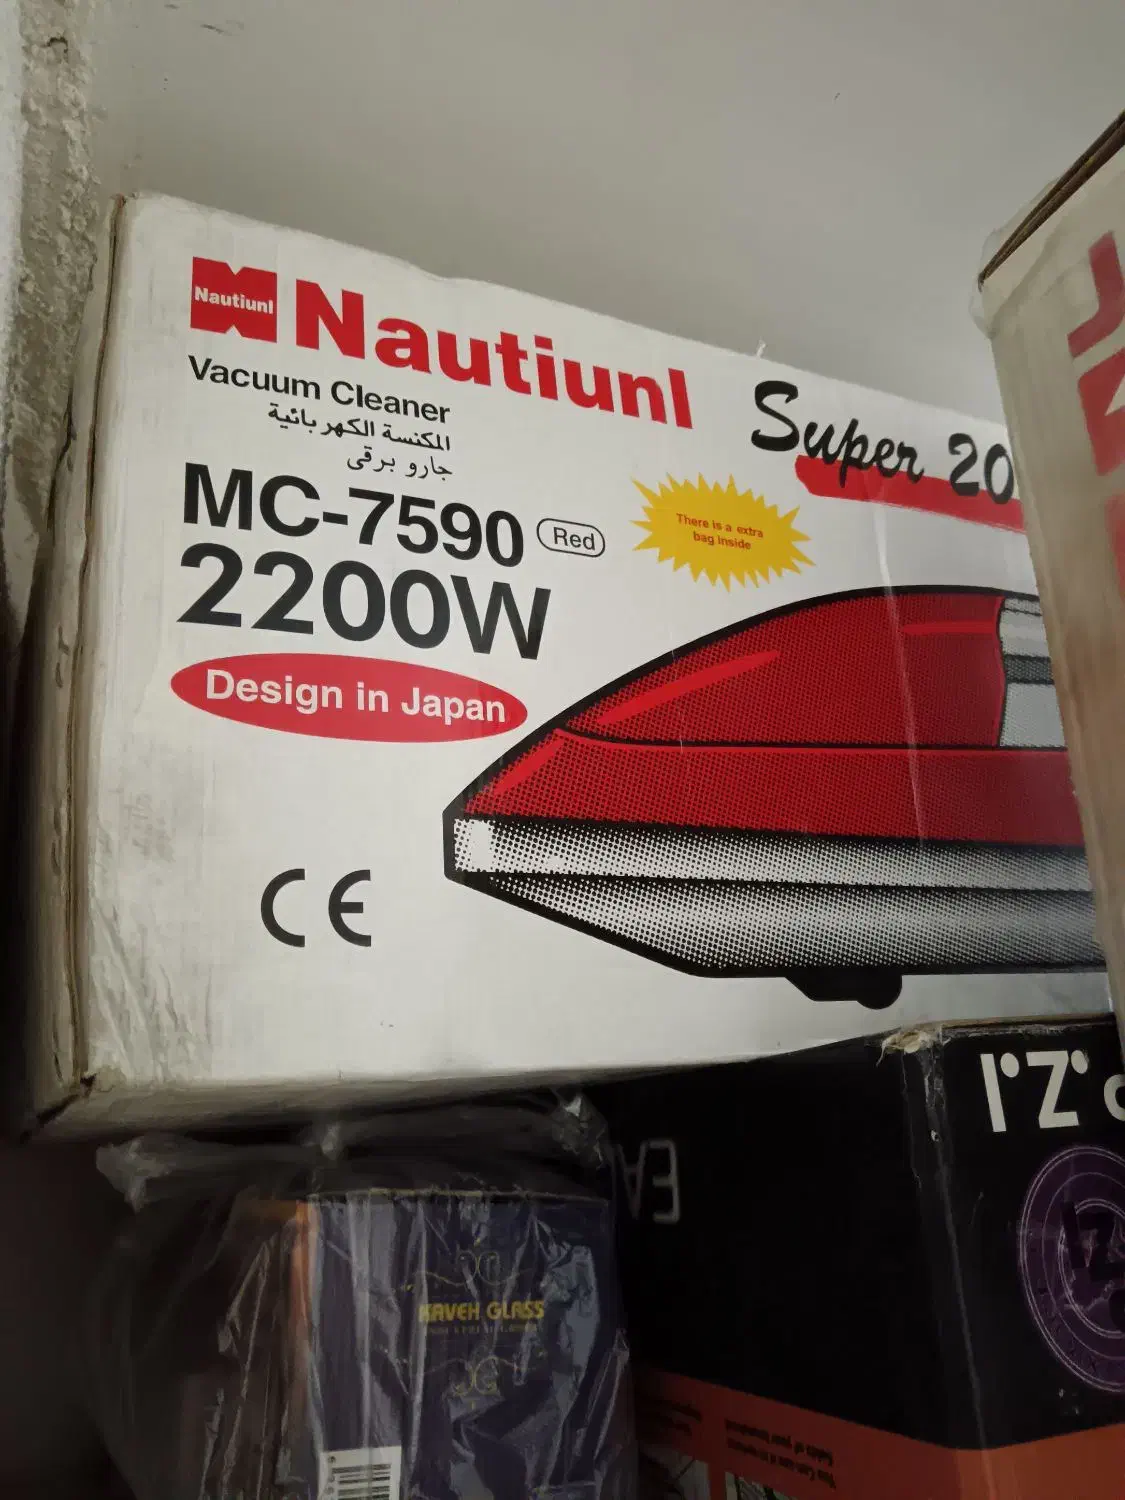 Nautiunl
Nautiunl
Vacuum Cleaner
المكنسة الكهربائية
جارو برقی
MC-7590 Red
2200W
Design in Japan
Super 20
There is a extra
bag inside
CE
KAVEH GLASS